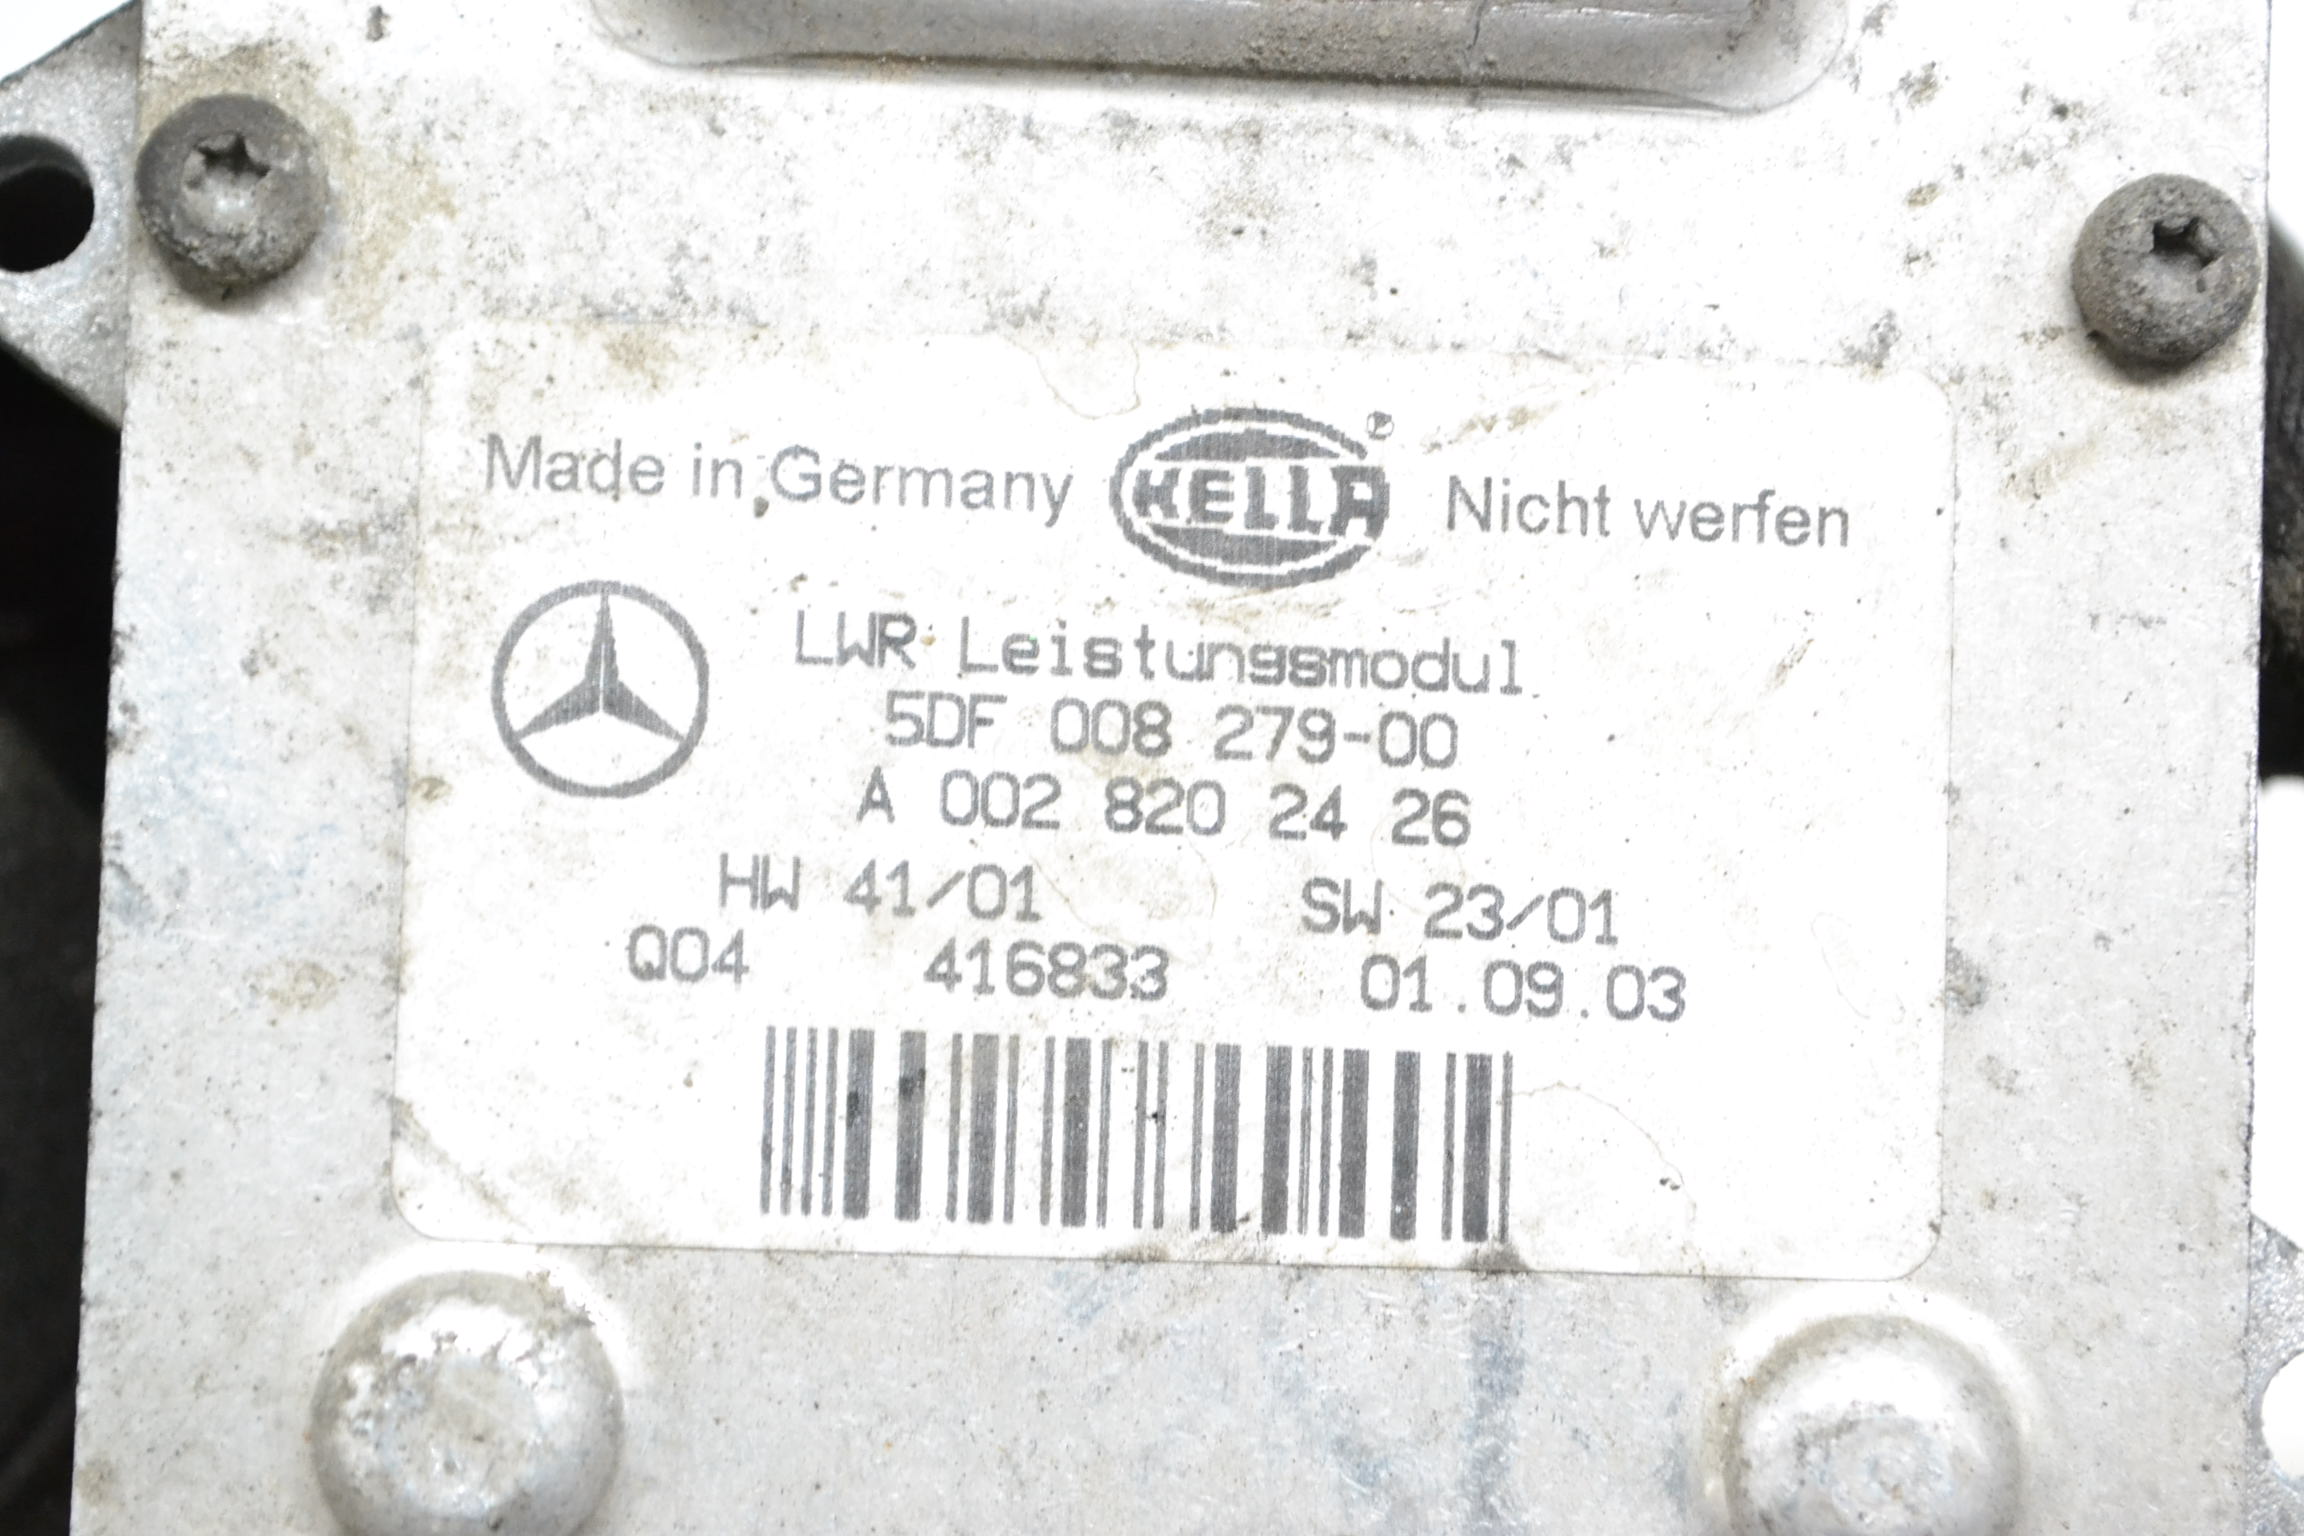 Made in Germany HELLA Nicht werfen
LWR Leistungsmodul
5DF 008 279-00
A 002 820 24 26
HW 41/01 SW 23/01
Q04 416833 01.09.03